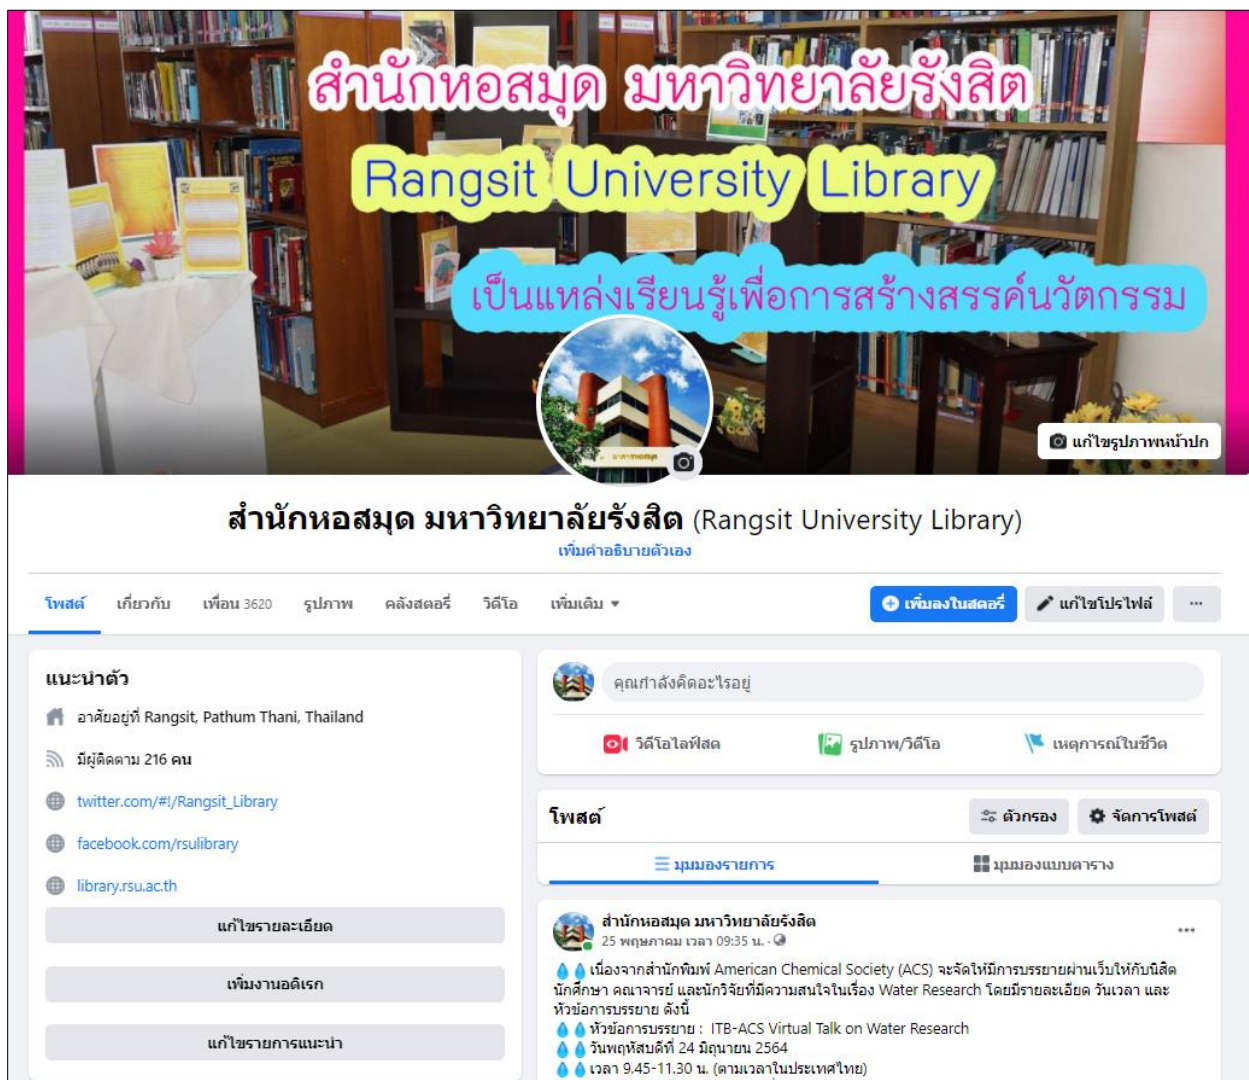 สำนักหอสมุด มหาวิทยาลัยรังสิต
Rangsit University Library
เป็นแหล่งเรียนรู้เพื่อการสร้างสรรค์นวัตกรรม
อาคารหอสมุด
แก้ไขรูปภาพหน้าปก
สำนักหอสมุด มหาวิทยาลัยรังสิต (Rangsit University Library)
เพิ่มคำอธิบายตัวเอง
โพสต์ เกี่ยวกับ เพื่อน 3620 รูปภาพ คลังสตอรี่ วิดีโอ เพิ่มเติม
เพิ่มลงในสตอรี่ แก้ไขโปรไฟล์ ...
แนะนำตัว
อาศัยอยู่ที่ Rangsit, Pathum Thani, Thailand
มีผู้ติดตาม 216 คน
twitter.com/#!/Rangsit_Library
facebook.com/rsulibrary
library.rsu.ac.th
แก้ไขรายละเอียด
เพิ่มงานอดิเรก
แก้ไขรายการแนะนำ
คุณกำลังคิดอะไรอยู่
วิดีโอไลฟ์สด รูปภาพ/วิดีโอ เหตุการณ์ในชีวิต
โพสต์ ตัวกรอง จัดการโพสต์
มุมมองรายการ มุมมองแบบตาราง
สำนักหอสมุด มหาวิทยาลัยรังสิต
25 พฤษภาคม เวลา 09:35 น. ·
เนื่องจากสำนักพิมพ์ American Chemical Society (ACS) จะจัดให้มีการบรรยายผ่านเว็บให้กับนิสิต
นักศึกษา คณาจารย์ และนักวิจัยที่มีความสนใจในเรื่อง Water Research โดยมีรายละเอียด วันเวลา และ
หัวข้อการบรรยาย ดังนี้
หัวข้อการบรรยาย : ITB-ACS Virtual Talk on Water Research
วันพฤหัสบดีที่ 24 มิถุนายน 2564
เวลา 9.45-11.30 น. (ตามเวลาในประเทศไทย)